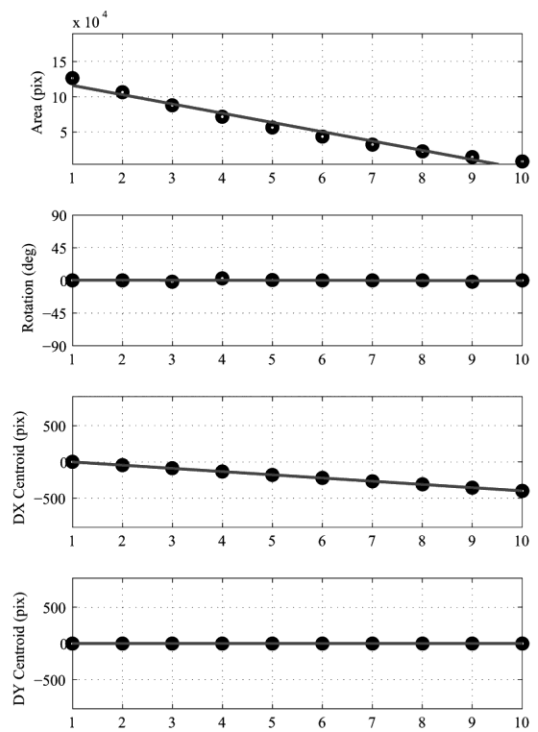 x 10 4
15
10
5
Area (pix)
1 2 3 4 5 6 7 8 9 10
90
45
0
−45
−90
Rotation (deg)
1 2 3 4 5 6 7 8 9 10
500
0
−500
DX Centroid (pix)
1 2 3 4 5 6 7 8 9 10
500
0
−500
DY Centroid (pix)
1 2 3 4 5 6 7 8 9 10